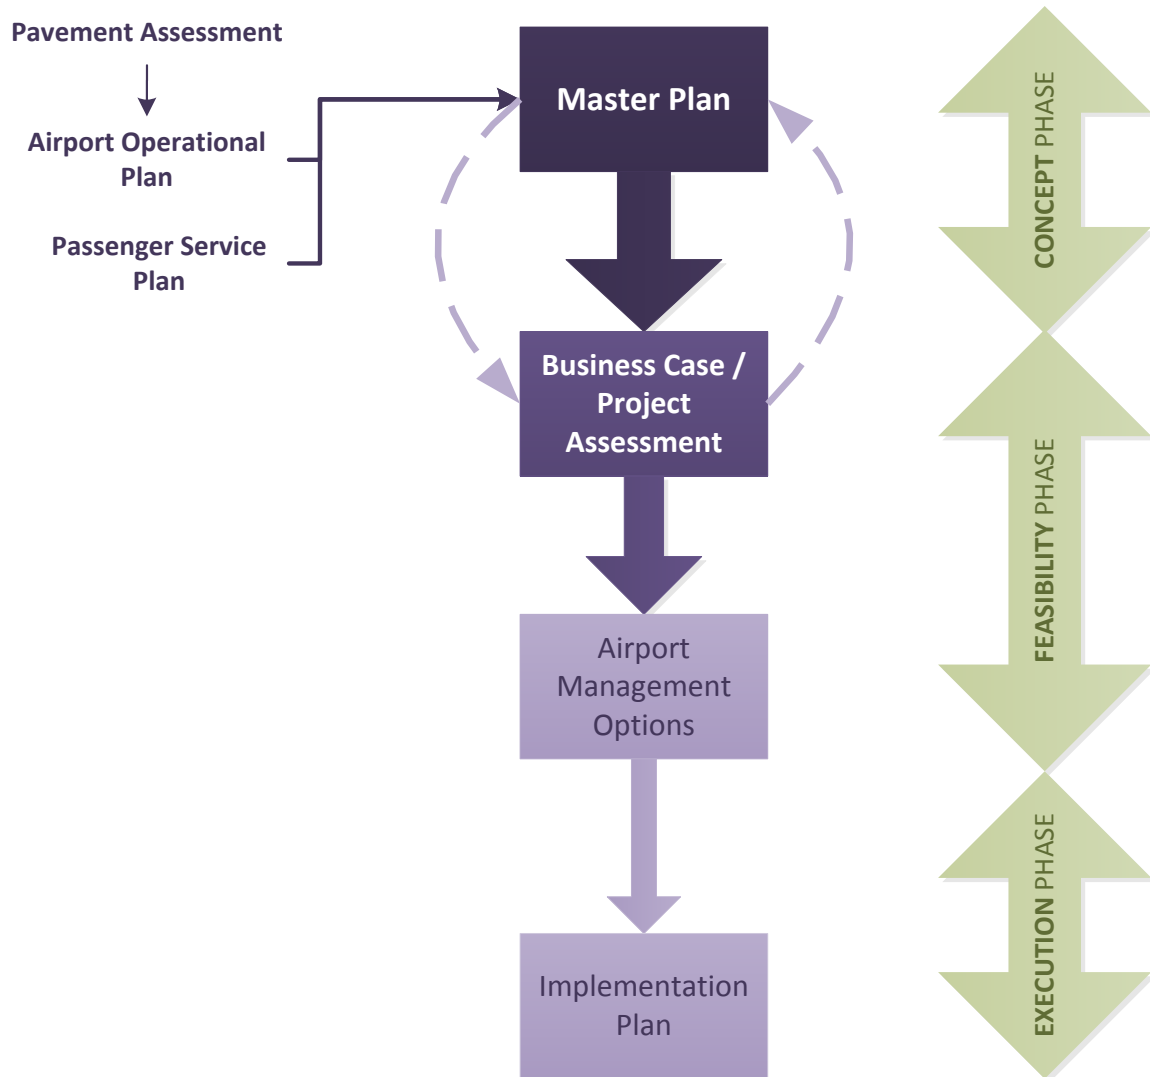 Pavement Assessment
Airport Operational
Plan
Passenger Service
Plan
Master Plan
Business Case /
Project
Assessment
Airport
Management
Options
Implementation
Plan
CONCEPT PHASE
FEASIBILITY PHASE
EXECUTION PHASE